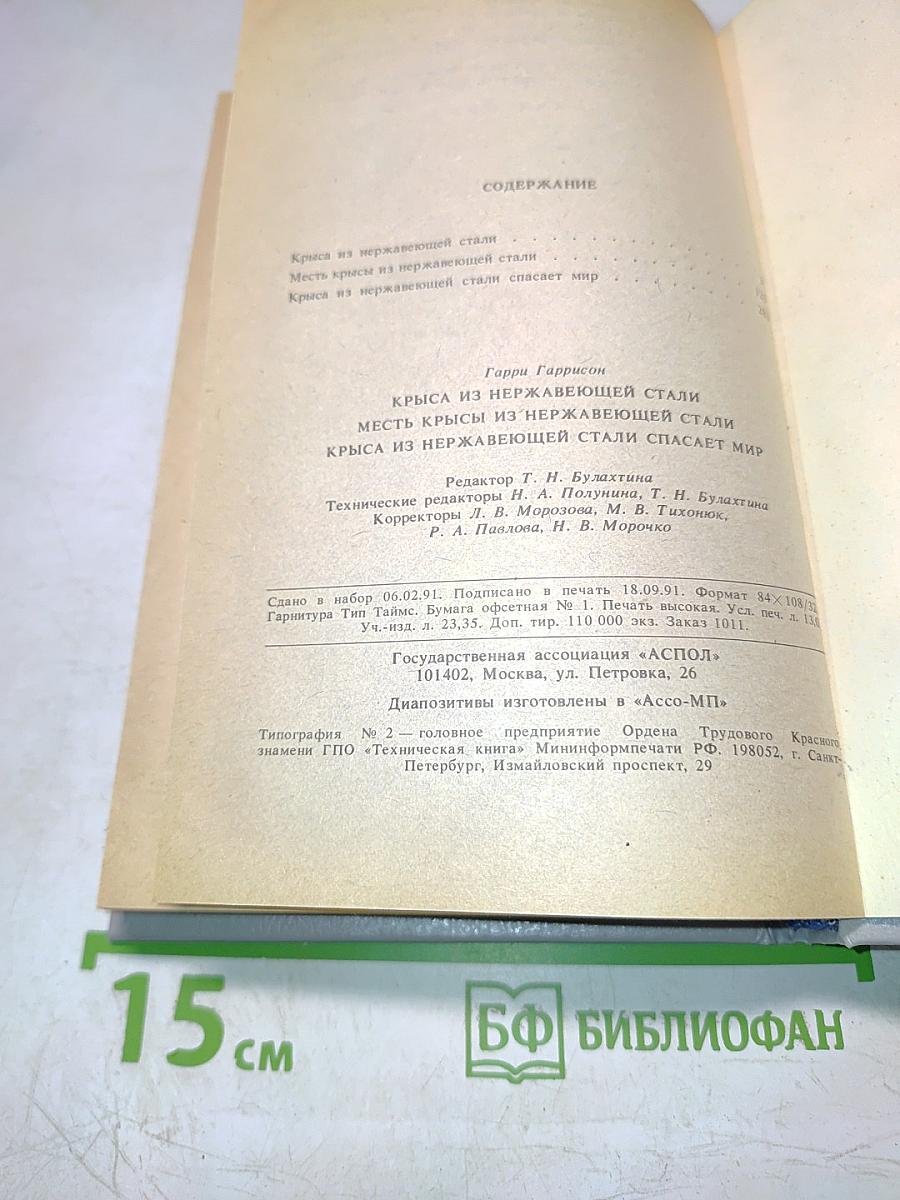 СОДЕРЖАНИЕ
Крыса из нержавеющей стали . . . . . . . . .
Месть крысы из нержавеющей стали . . . . . . . .
Крыса из нержавеющей стали спасает мир . . . . . .
Гарри Гаррисон
КРЫСА ИЗ НЕРЖАВЕЮЩЕЙ СТАЛИ
МЕСТЬ КРЫСЫ ИЗ НЕРЖАВЕЮЩЕЙ СТАЛИ
КРЫСА ИЗ НЕРЖАВЕЮЩЕЙ СТАЛИ СПАСАЕТ МИР
Редактор Т. Н. Булахтина
Технические редакторы Н. А. Полунина, Т. Н. Булахтина
Корректоры Л. В. Морозова, М. В. Тихонюк,
Р. А. Павлова, Н. В. Морочко
Сдано в набор 06.02.91. Подписано в печать 18.09.91. Формат 84×108/32
Гарнитура Тип Таймс. Бумага офсетная № 1. Печать высокая. Усл. печ. л.
Уч.-изд. л. 23,35. Доп. тир. 110 000 экз. Заказ 1011.
Государственная ассоциация «АСПОЛ»
101402, Москва, ул. Петровка, 26
Диапозитивы изготовлены в «Ассо-МП»
Типография № 2 — головное предприятие Ордена Трудового Красного
знамени ГПО «Техническая книга» Мининформпечати РФ. 198052, г. Санкт-
Петербург, Измайловский проспект, 29
15 см
БФ БИБЛИОФАН